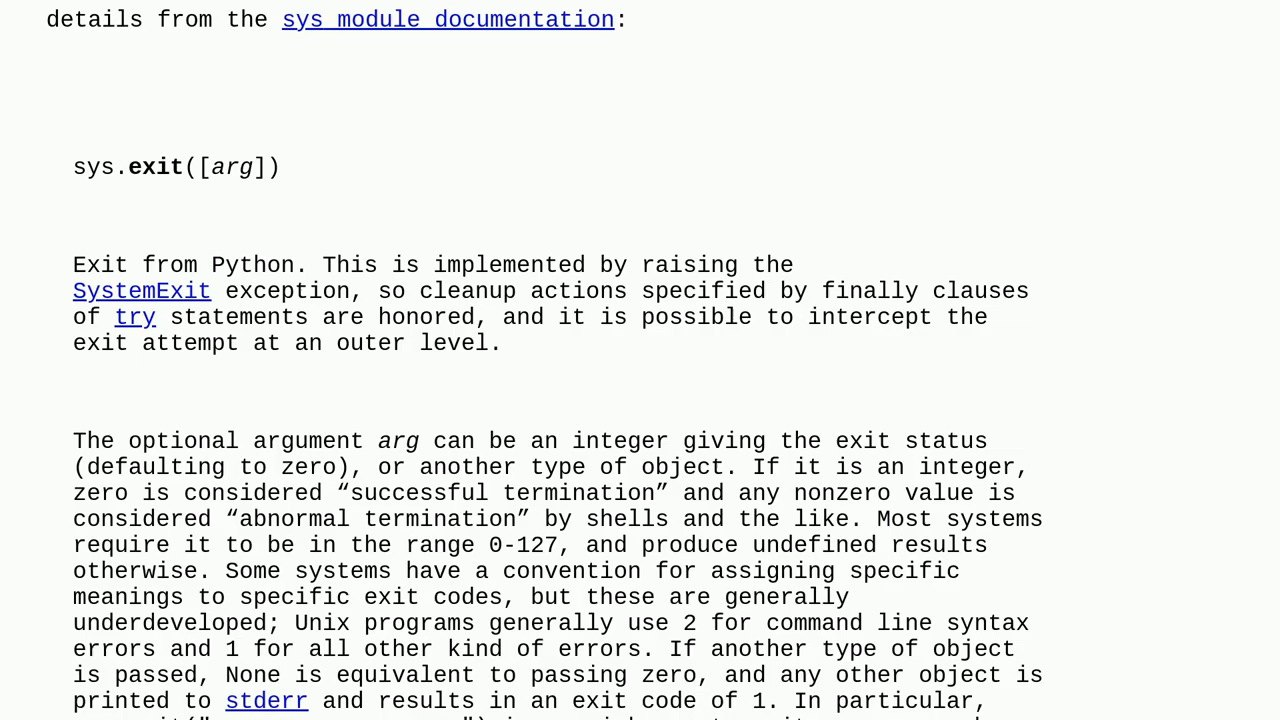 details from the sys module documentation:
sys.exit([arg])
Exit from Python. This is implemented by raising the
SystemExit exception, so cleanup actions specified by finally clauses
of try statements are honored, and it is possible to intercept the
exit attempt at an outer level.
The optional argument arg can be an integer giving the exit status
(defaulting to zero), or another type of object. If it is an integer,
zero is considered “successful termination” and any nonzero value is
considered “abnormal termination” by shells and the like. Most systems
require it to be in the range 0-127, and produce undefined results
otherwise. Some systems have a convention for assigning specific
meanings to specific exit codes, but these are generally
underdeveloped; Unix programs generally use 2 for command line syntax
errors and 1 for all other kind of errors. If another type of object
is passed, None is equivalent to passing zero, and any other object is
printed to stderr and results in an exit code of 1. In particular,